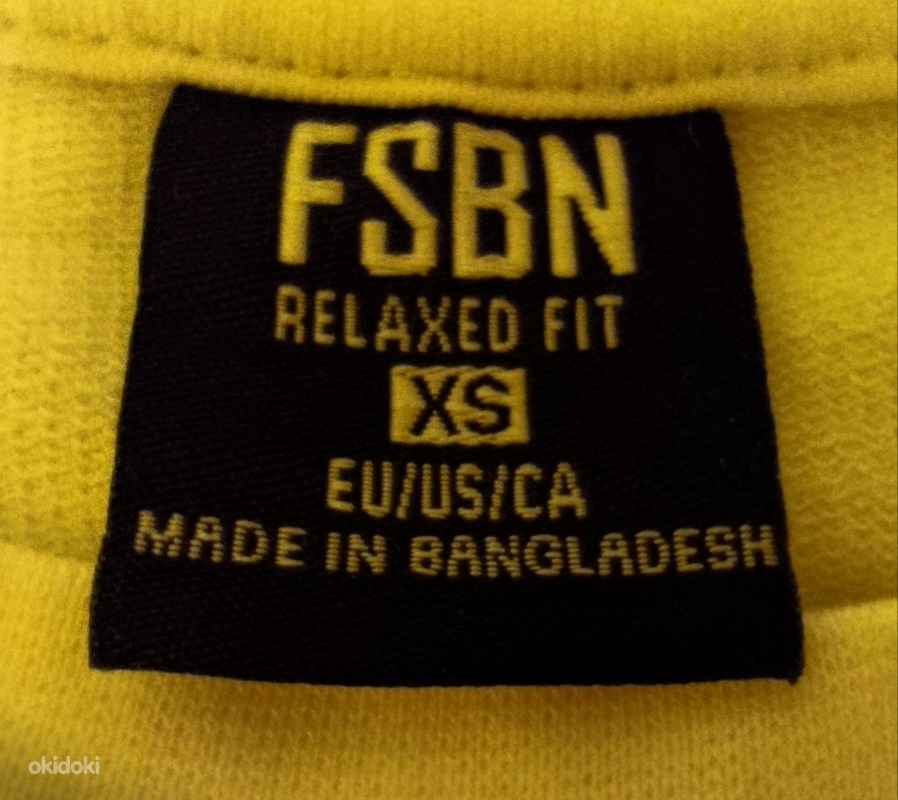 FSBN
RELAXED FIT
XS
EU/US/CA
MADE IN BANGLADESH
okidoki